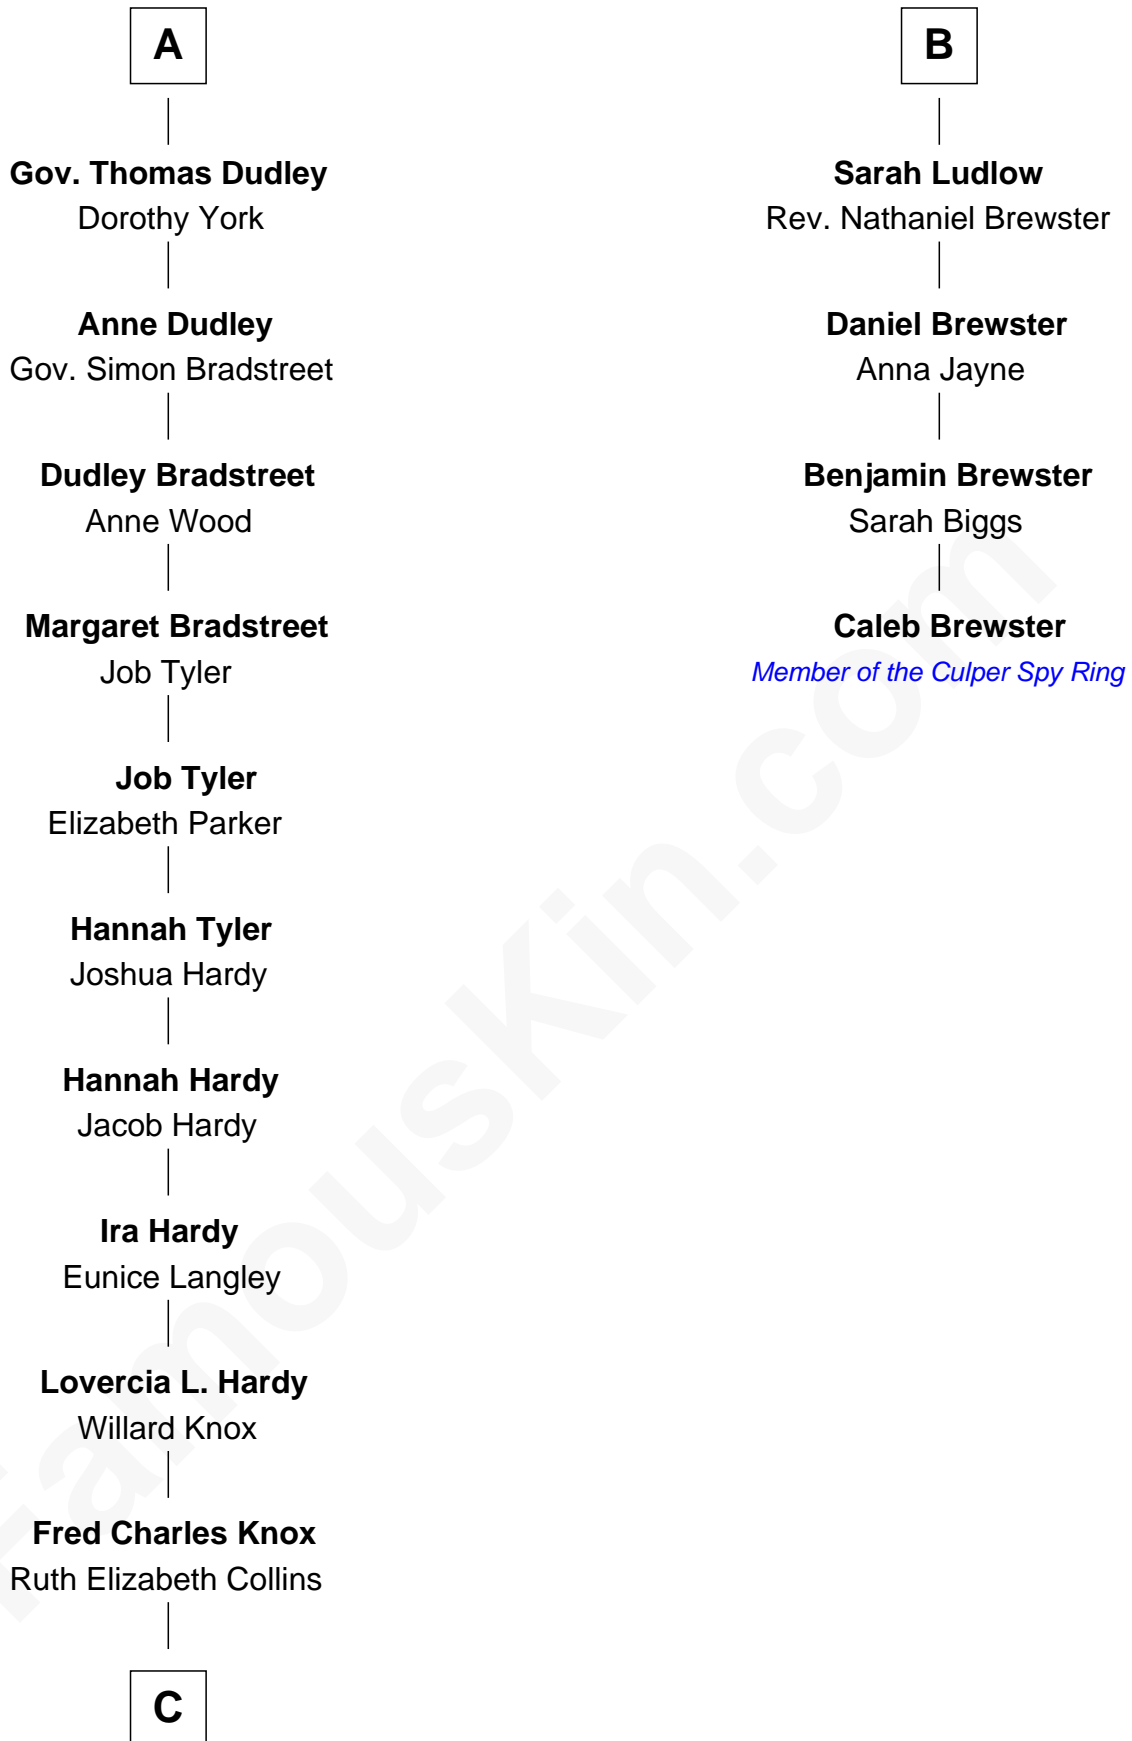 A
Gov. Thomas Dudley
Dorothy York
Anne Dudley
Gov. Simon Bradstreet
Dudley Bradstreet
Anne Wood
Margaret Bradstreet
Job Tyler
Job Tyler
Elizabeth Parker
Hannah Tyler
Joshua Hardy
Hannah Hardy
Jacob Hardy
Ira Hardy
Eunice Langley
Lovercia L. Hardy
Willard Knox
Fred Charles Knox
Ruth Elizabeth Collins
C
B
Sarah Ludlow
Rev. Nathaniel Brewster
Daniel Brewster
Anna Jayne
Benjamin Brewster
Sarah Biggs
Caleb Brewster
Member of the Culper Spy Ring
FamousKin.com